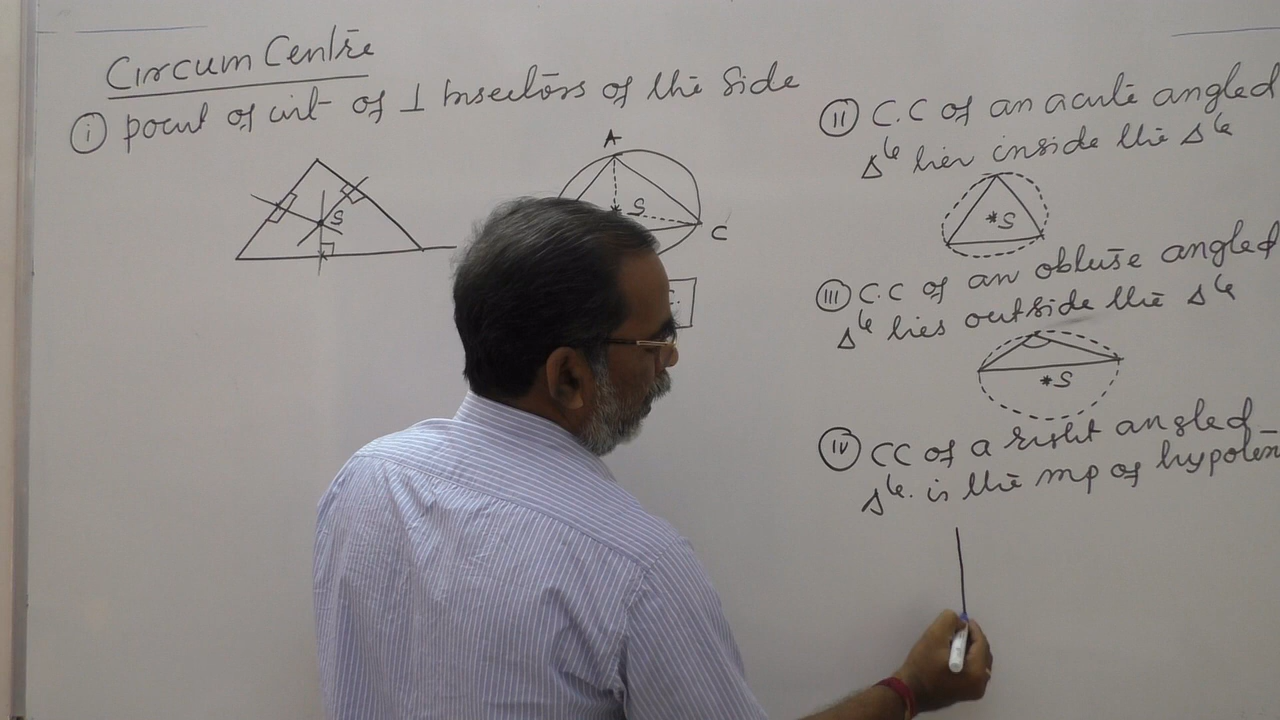 Circum Centre
(i) point of int of ⊥ bisectors of the side
S
A
S
C
(ii) C.C of an acute angled
Δle lies inside the Δle
*S
(iii) C.C of an obtuse angled
Δle lies outside the Δle
*S
(iv) CC of a right angled
Δle. is the mp of hypoten